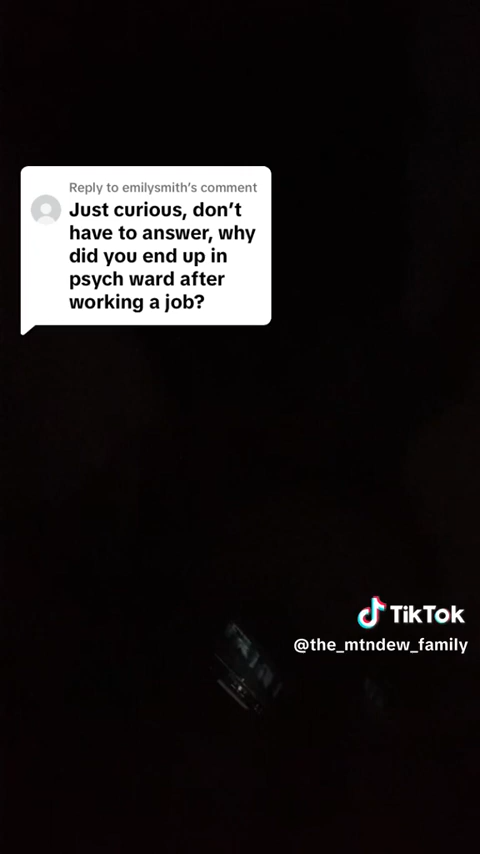 Reply to emilysmith's comment
Just curious, don't
have to answer, why
did you end up in
psych ward after
working a job?
TikTok
@the_mtndew_family